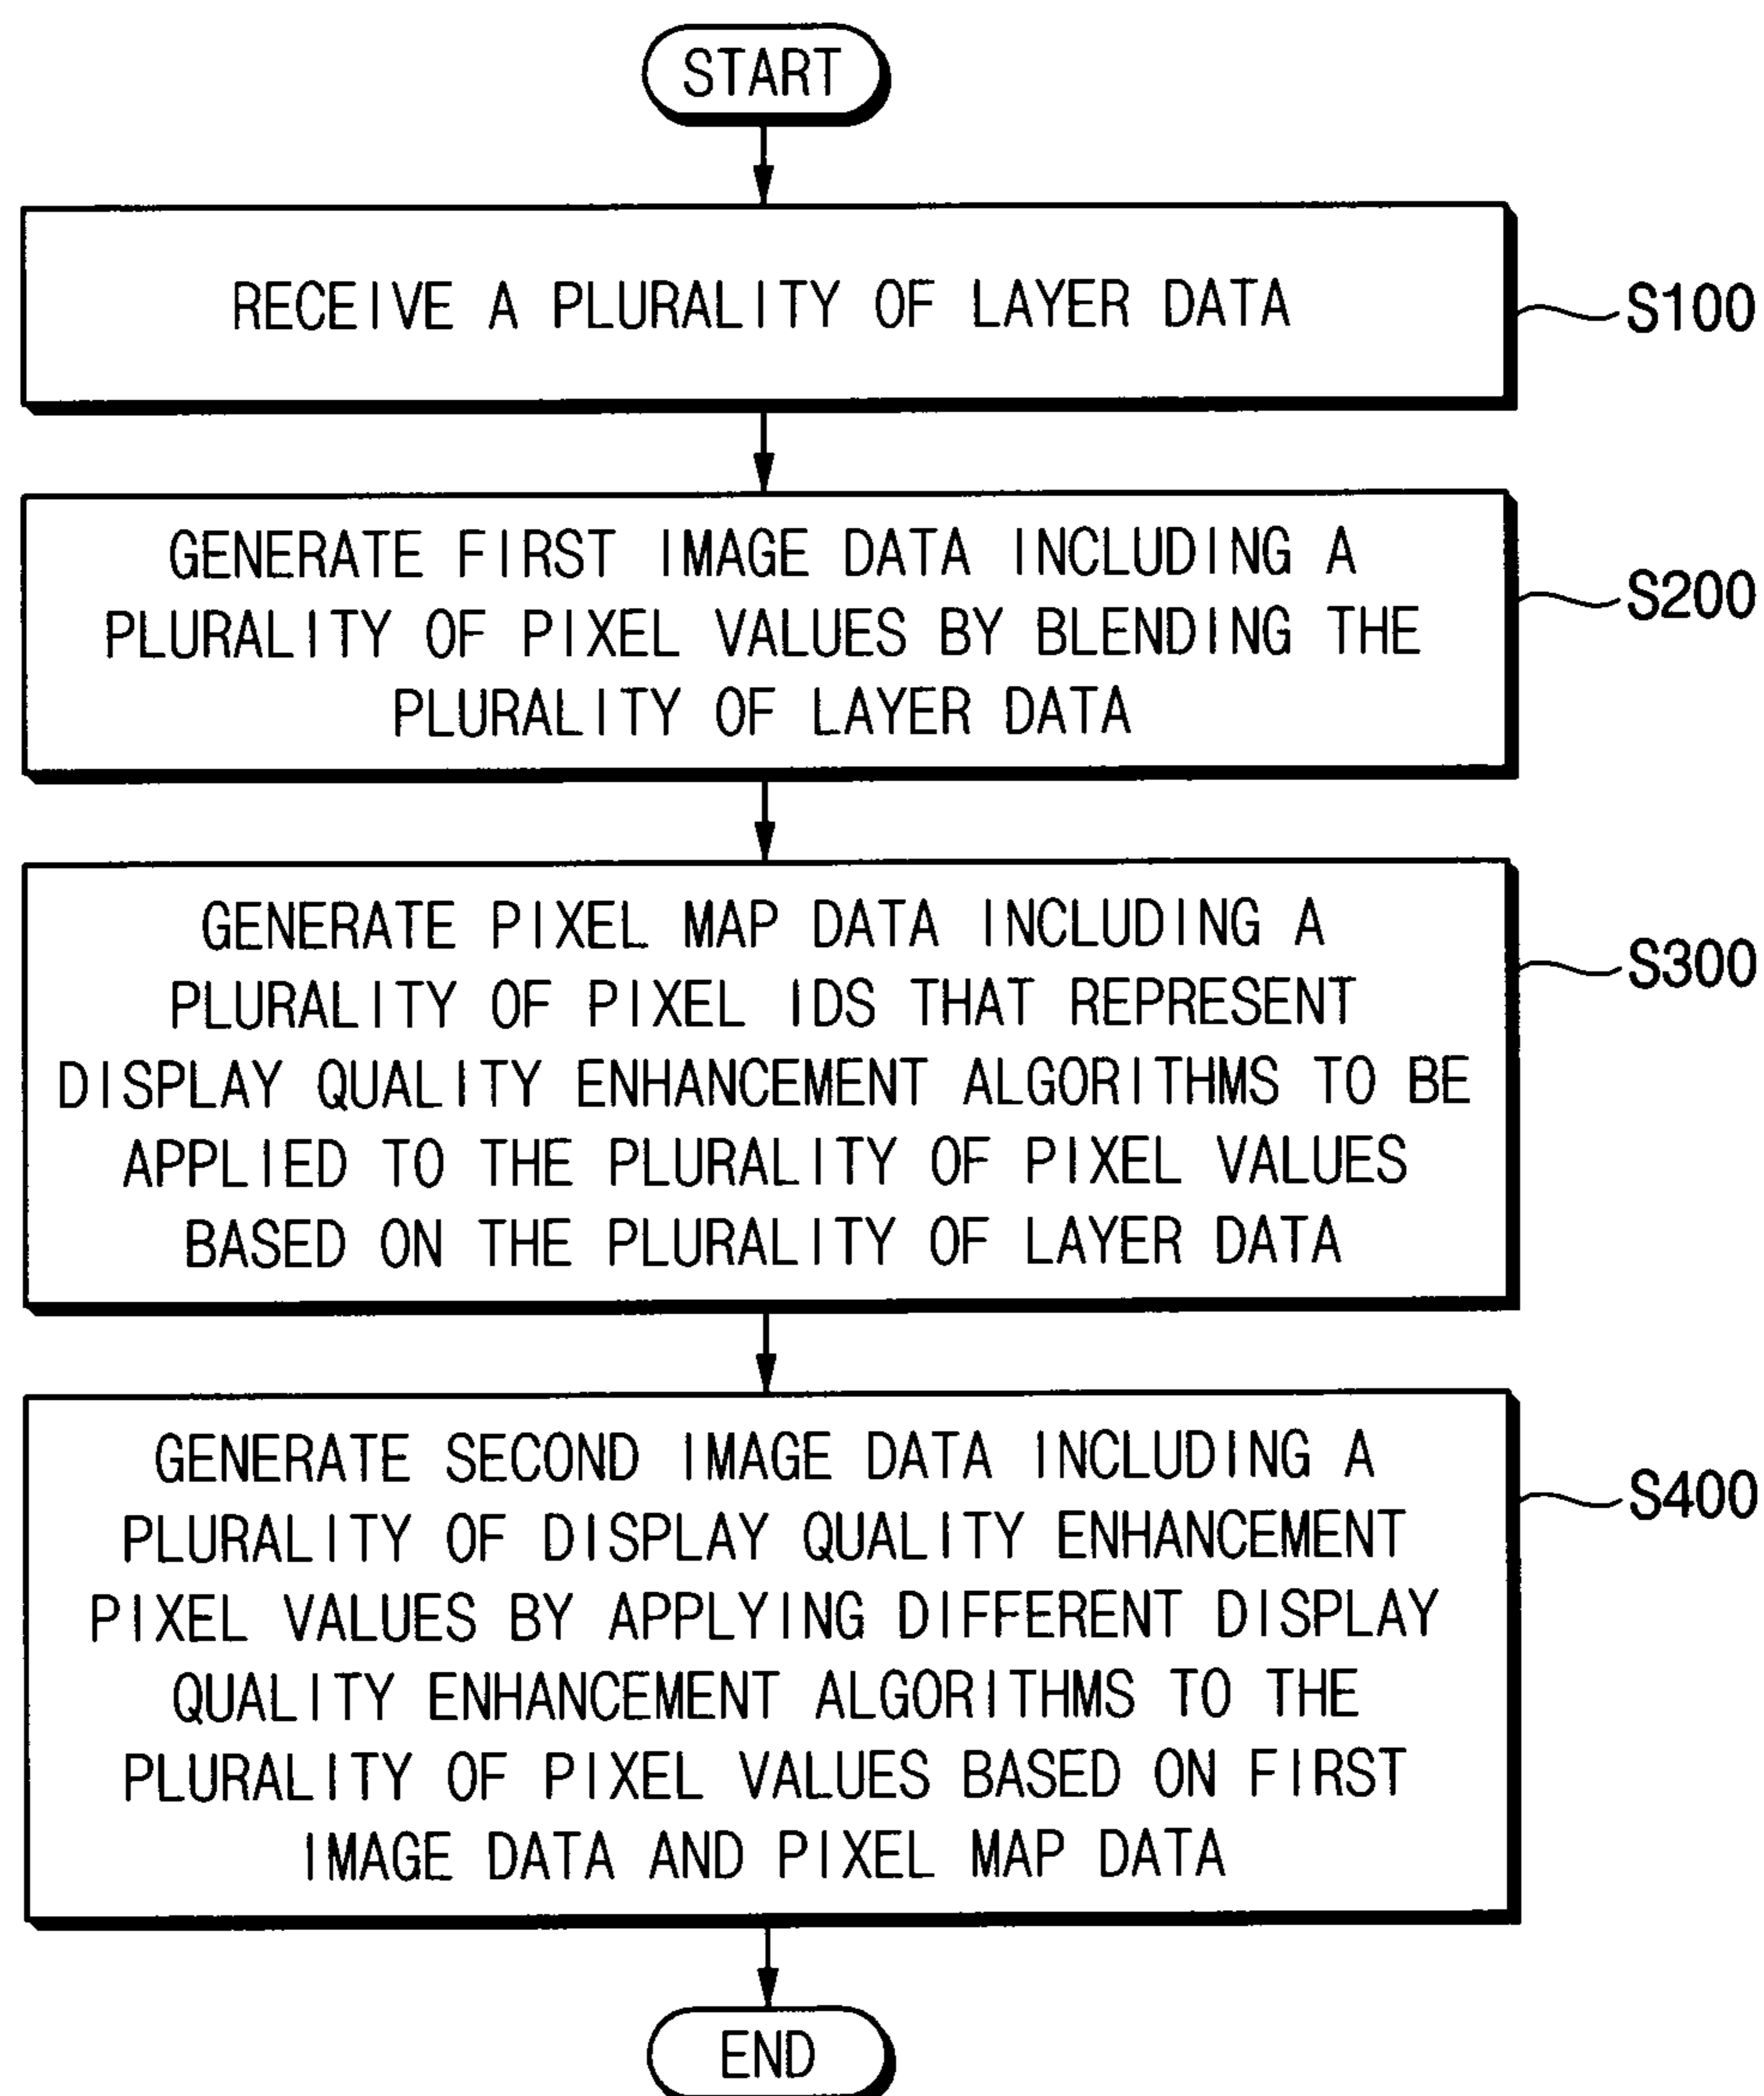 START
RECEIVE A PLURALITY OF LAYER DATA
S100
GENERATE FIRST IMAGE DATA INCLUDING A
PLURALITY OF PIXEL VALUES BY BLENDING THE
PLURALITY OF LAYER DATA
S200
GENERATE PIXEL MAP DATA INCLUDING A
PLURALITY OF PIXEL IDS THAT REPRESENT
DISPLAY QUALITY ENHANCEMENT ALGORITHMS TO BE
APPLIED TO THE PLURALITY OF PIXEL VALUES
BASED ON THE PLURALITY OF LAYER DATA
S300
GENERATE SECOND IMAGE DATA INCLUDING A
PLURALITY OF DISPLAY QUALITY ENHANCEMENT
PIXEL VALUES BY APPLYING DIFFERENT DISPLAY
QUALITY ENHANCEMENT ALGORITHMS TO THE
PLURALITY OF PIXEL VALUES BASED ON FIRST
IMAGE DATA AND PIXEL MAP DATA
S400
END